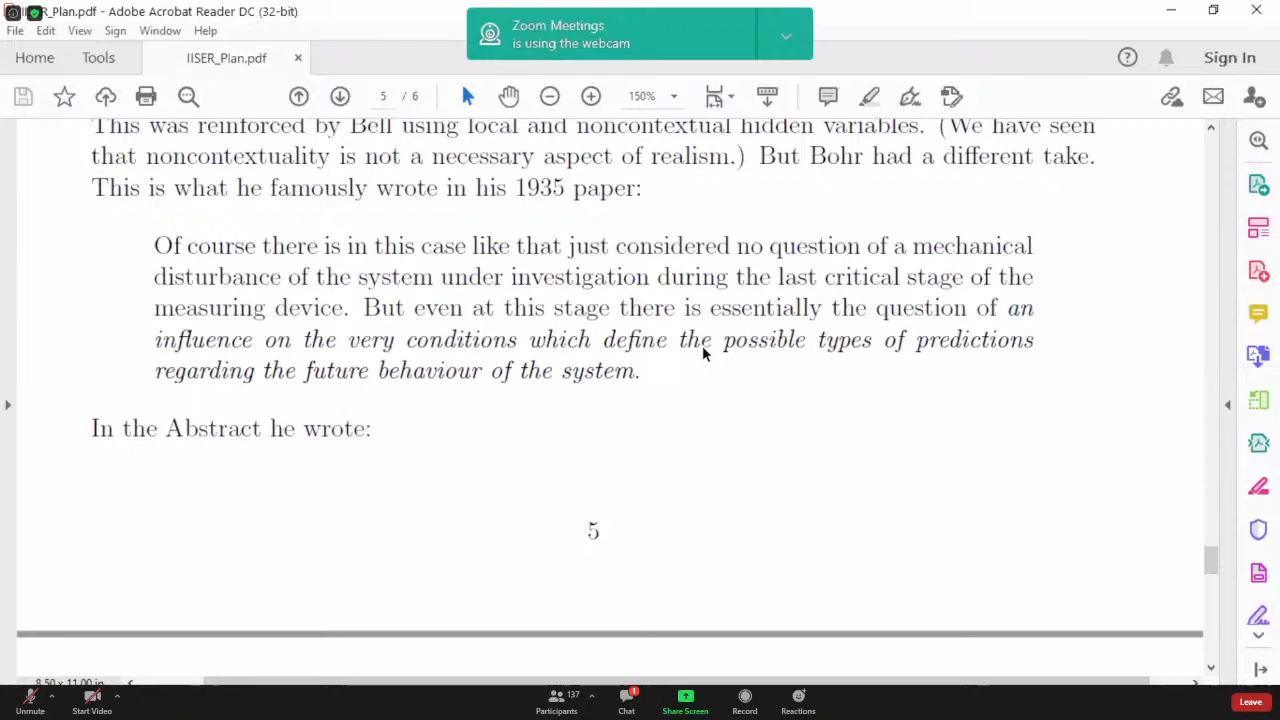 IISER_Plan.pdf - Adobe Acrobat Reader DC (32-bit)
File Edit View Sign Window Help
Zoom Meetings
is using the webcam
Home Tools IISER_Plan.pdf × Sign In
5 / 6 150%
This was reinforced by Bell using local and noncontextual hidden variables. (We have seen
that noncontextuality is not a necessary aspect of realism.) But Bohr had a different take.
This is what he famously wrote in his 1935 paper:
Of course there is in this case like that just considered no question of a mechanical
disturbance of the system under investigation during the last critical stage of the
measuring device. But even at this stage there is essentially the question of an
influence on the very conditions which define the possible types of predictions
regarding the future behaviour of the system.
In the Abstract he wrote:
5
8.50 x 11.00 in
Unmute Start Video Participants 137 Chat 1 Share Screen Record Reactions Leave